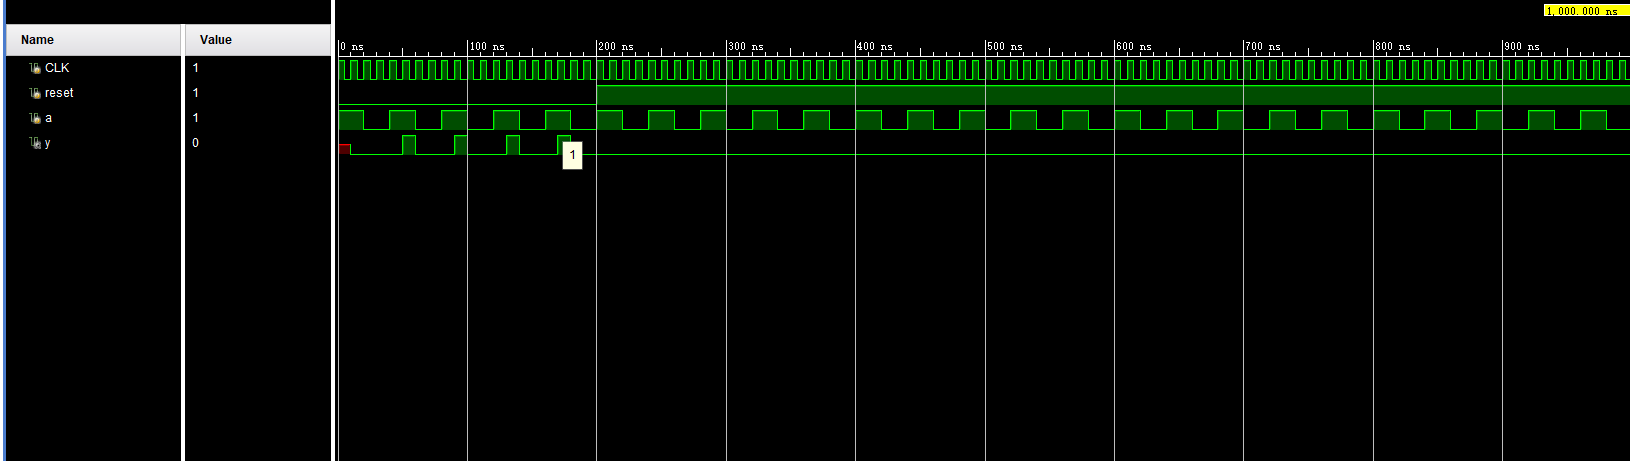 1,000.000 ns
Name Value
0 ns 100 ns 200 ns 300 ns 400 ns 500 ns 600 ns 700 ns 800 ns 900 ns
CLK 1
reset 1
a 1
y 0
1